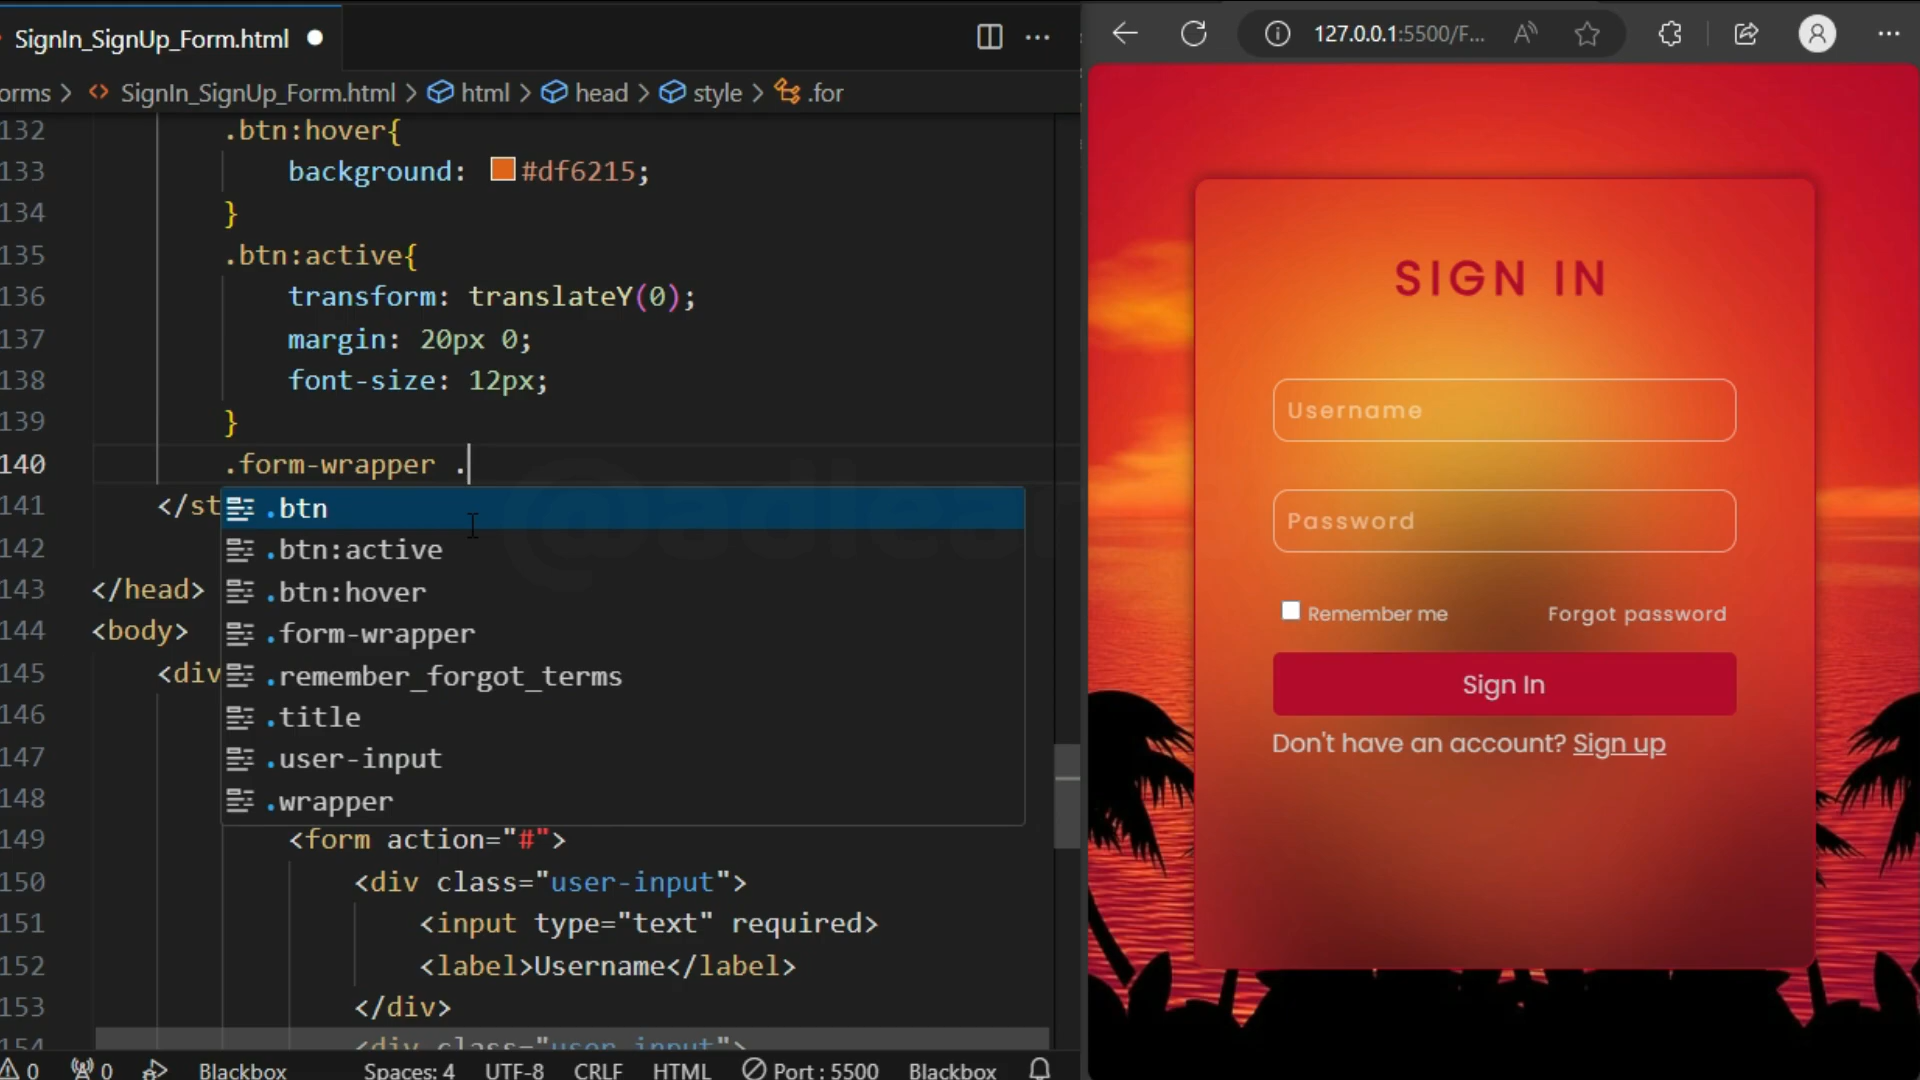 SignIn_SignUp_Form.html
orms > SignIn_SignUp_Form.html > html > head > style > .for
132 .btn:hover{
133 background: #df6215;
134 }
135 .btn:active{
136 transform: translateY(0);
137 margin: 20px 0;
138 font-size: 12px;
139 }
140 .form-wrapper .
141 </st
.btn
142
.btn:active
143 </head>
.btn:hover
144 <body>
.form-wrapper
145 <div
.remember_forgot_terms
146
.title
147
.user-input
148
.wrapper
149 <form action="#">
150 <div class="user-input">
151 <input type="text" required>
152 <label>Username</label>
153 </div>
154 <div class="user-input">
0 0 Blackbox Spaces: 4 UTF-8 CRLF HTML Port : 5500 Blackbox
127.0.0.1:5500/F...
SIGN IN
Username
Password
Remember me Forgot password
Sign In
Don't have an account? Sign up